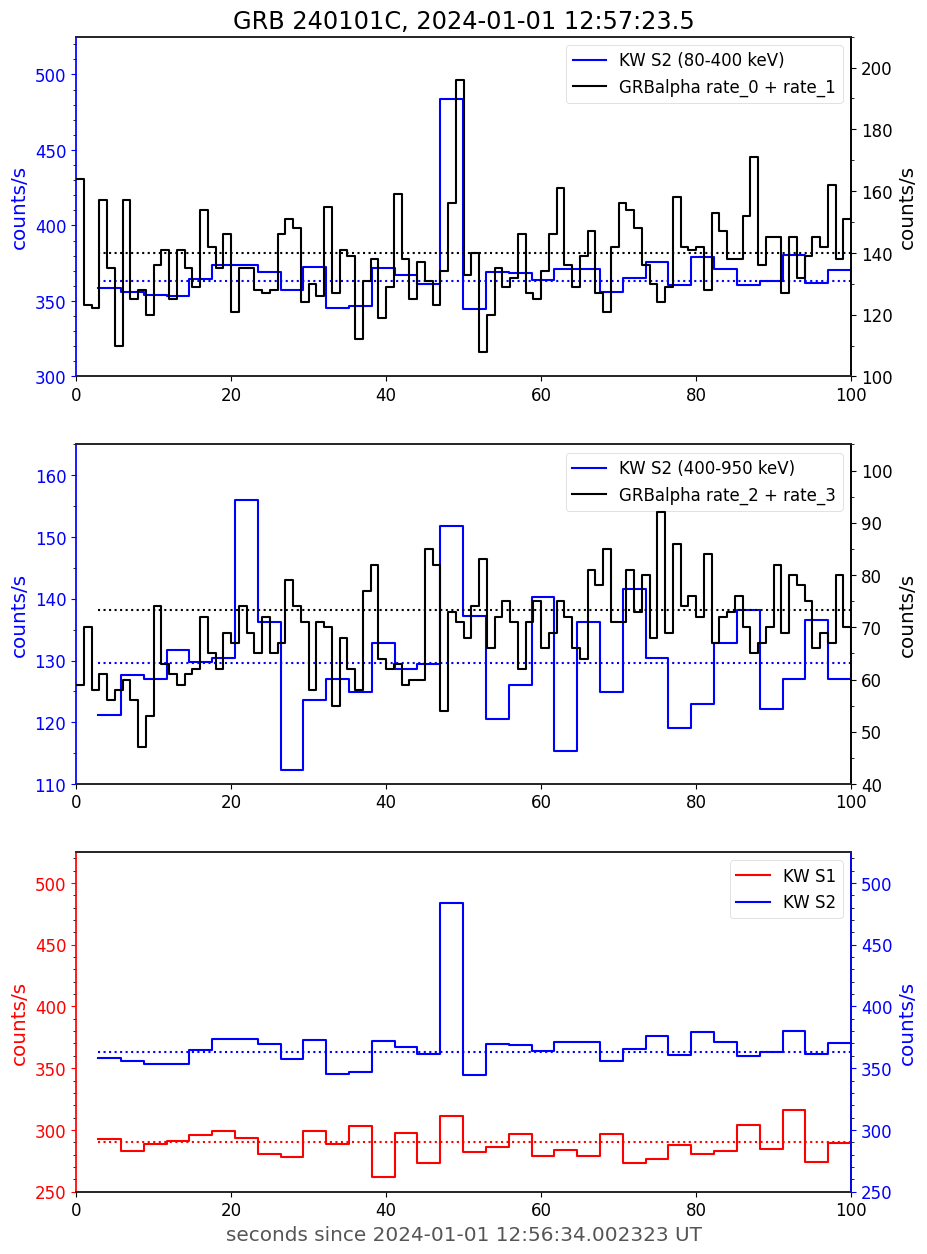 GRB 240101C, 2024-01-01 12:57:23.5
KW S2 (80-400 keV)
GRBalpha rate_0 + rate_1
counts/s
counts/s
500
450
400
350
300
200
180
160
140
120
100
0 20 40 60 80 100
KW S2 (400-950 keV)
GRBalpha rate_2 + rate_3
counts/s
counts/s
160
150
140
130
120
110
100
90
80
70
60
50
40
0 20 40 60 80 100
KW S1
KW S2
counts/s
counts/s
500
450
400
350
300
250
500
450
400
350
300
250
0 20 40 60 80 100
seconds since 2024-01-01 12:56:34.002323 UT